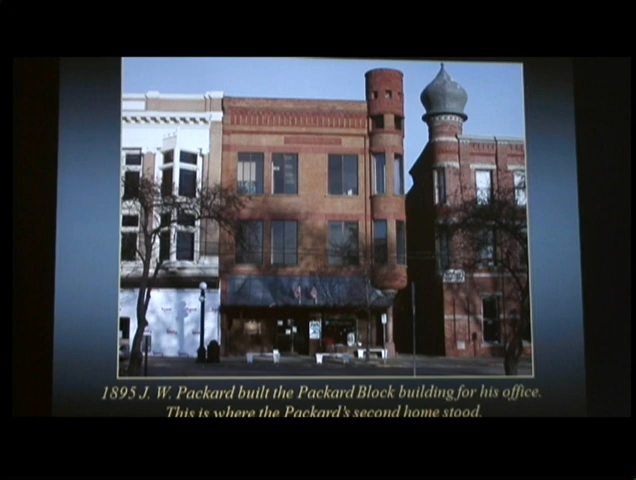 1895 J. W. Packard built the Packard Block building for his office.
This is where the Packard's second home stood.